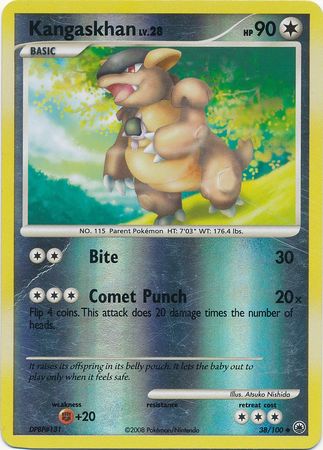 Kangaskhan LV.28
HP 90
BASIC
NO. 115 Parent Pokémon HT: 7'03" WT: 176.4 lbs.
Bite 30
Comet Punch 20x
Flip 4 coins. This attack does 20 damage times the number of
heads.
It raises its offspring in its belly pouch. It lets the baby out to
play only when it feels safe.
Illus. Atsuko Nishida
weakness resistance retreat cost
+20
DPBP#131 ©2008 Pokémon/Nintendo 38/100